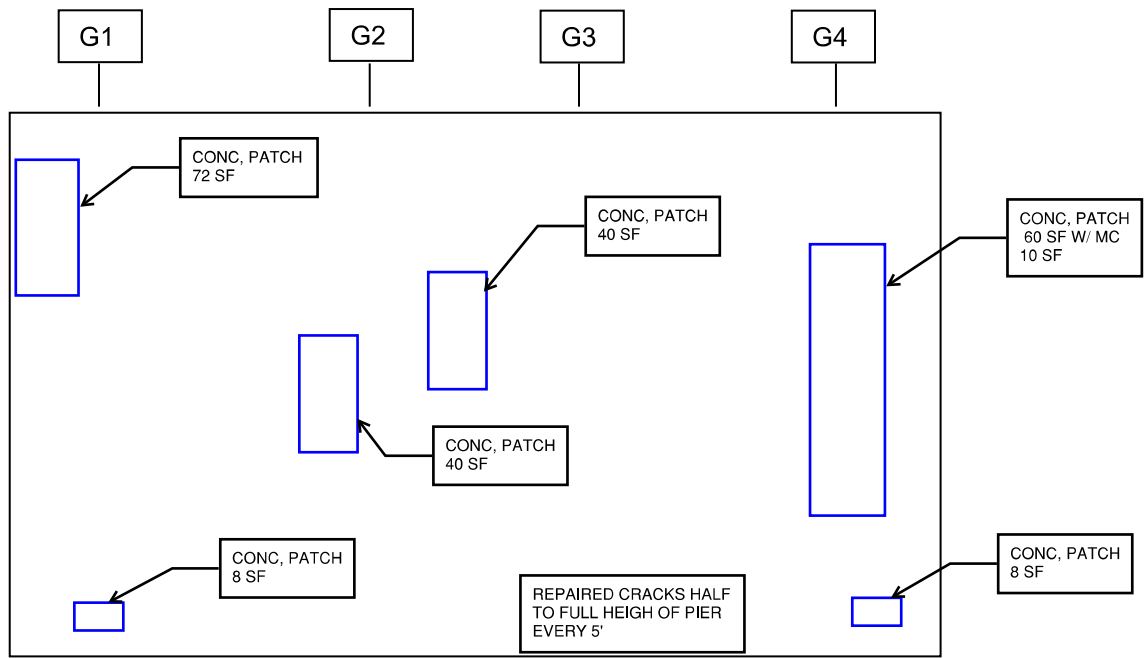 G1
G2
G3
G4
CONC, PATCH
72 SF
CONC, PATCH
40 SF
CONC, PATCH
60 SF W/ MC
10 SF
CONC, PATCH
40 SF
CONC, PATCH
8 SF
REPAIRED CRACKS HALF
TO FULL HEIGH OF PIER
EVERY 5'
CONC, PATCH
8 SF